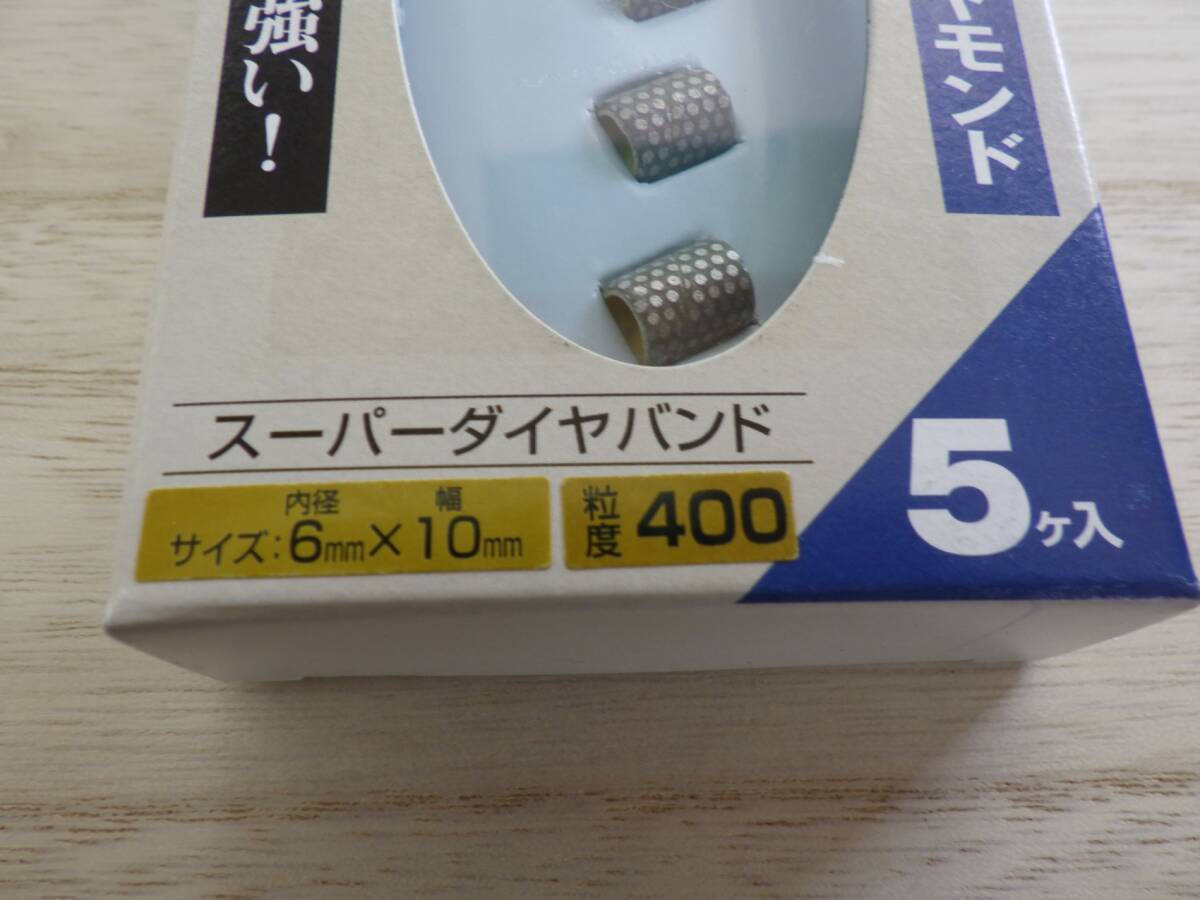 強い!
モンド
スーパーダイヤバンド
内径 幅
サイズ:6mm×10mm
粒度 400
5ヶ入